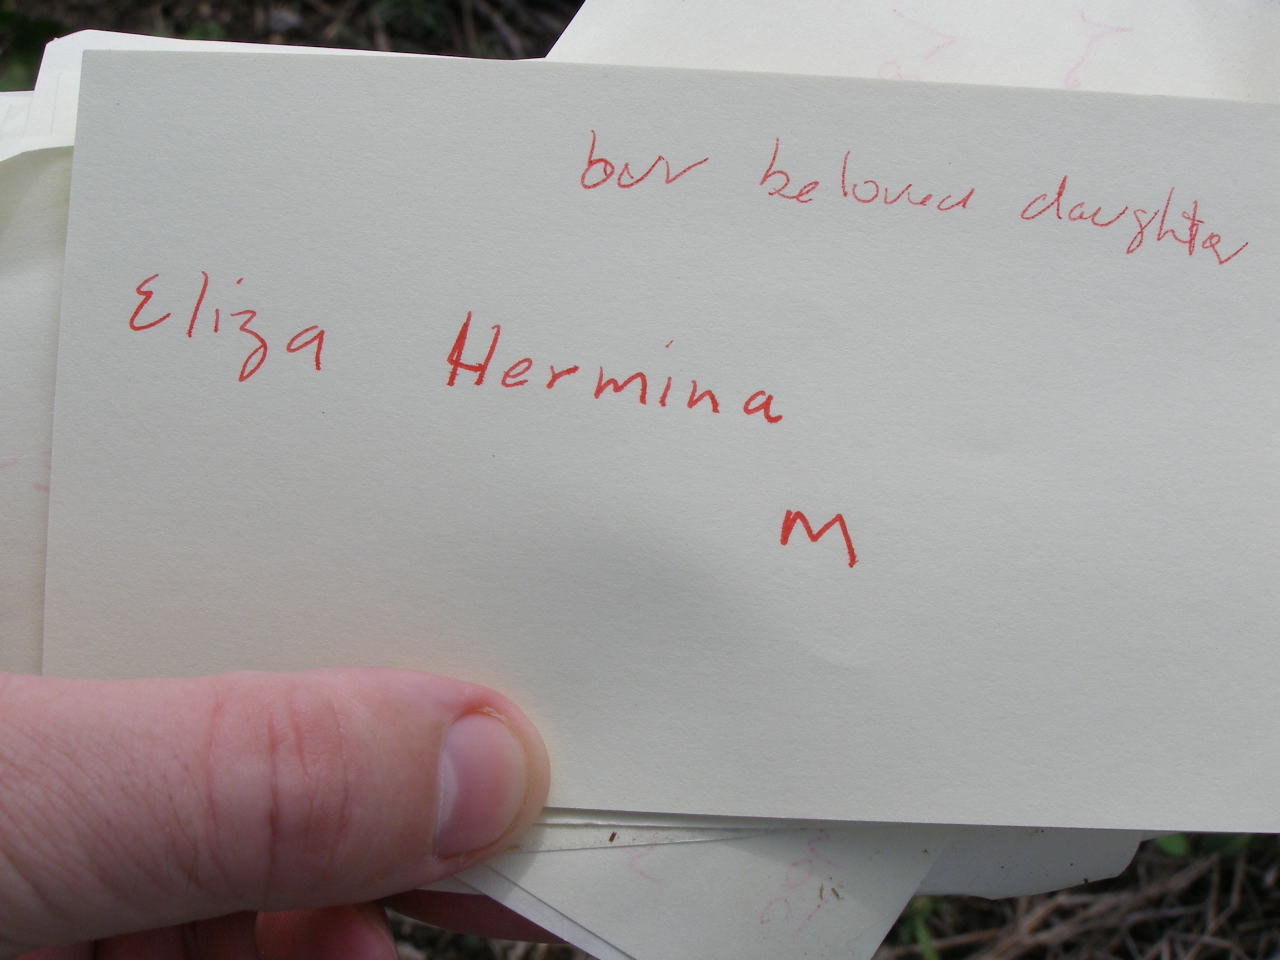 our beloved daughter
Eliza Hermina
M